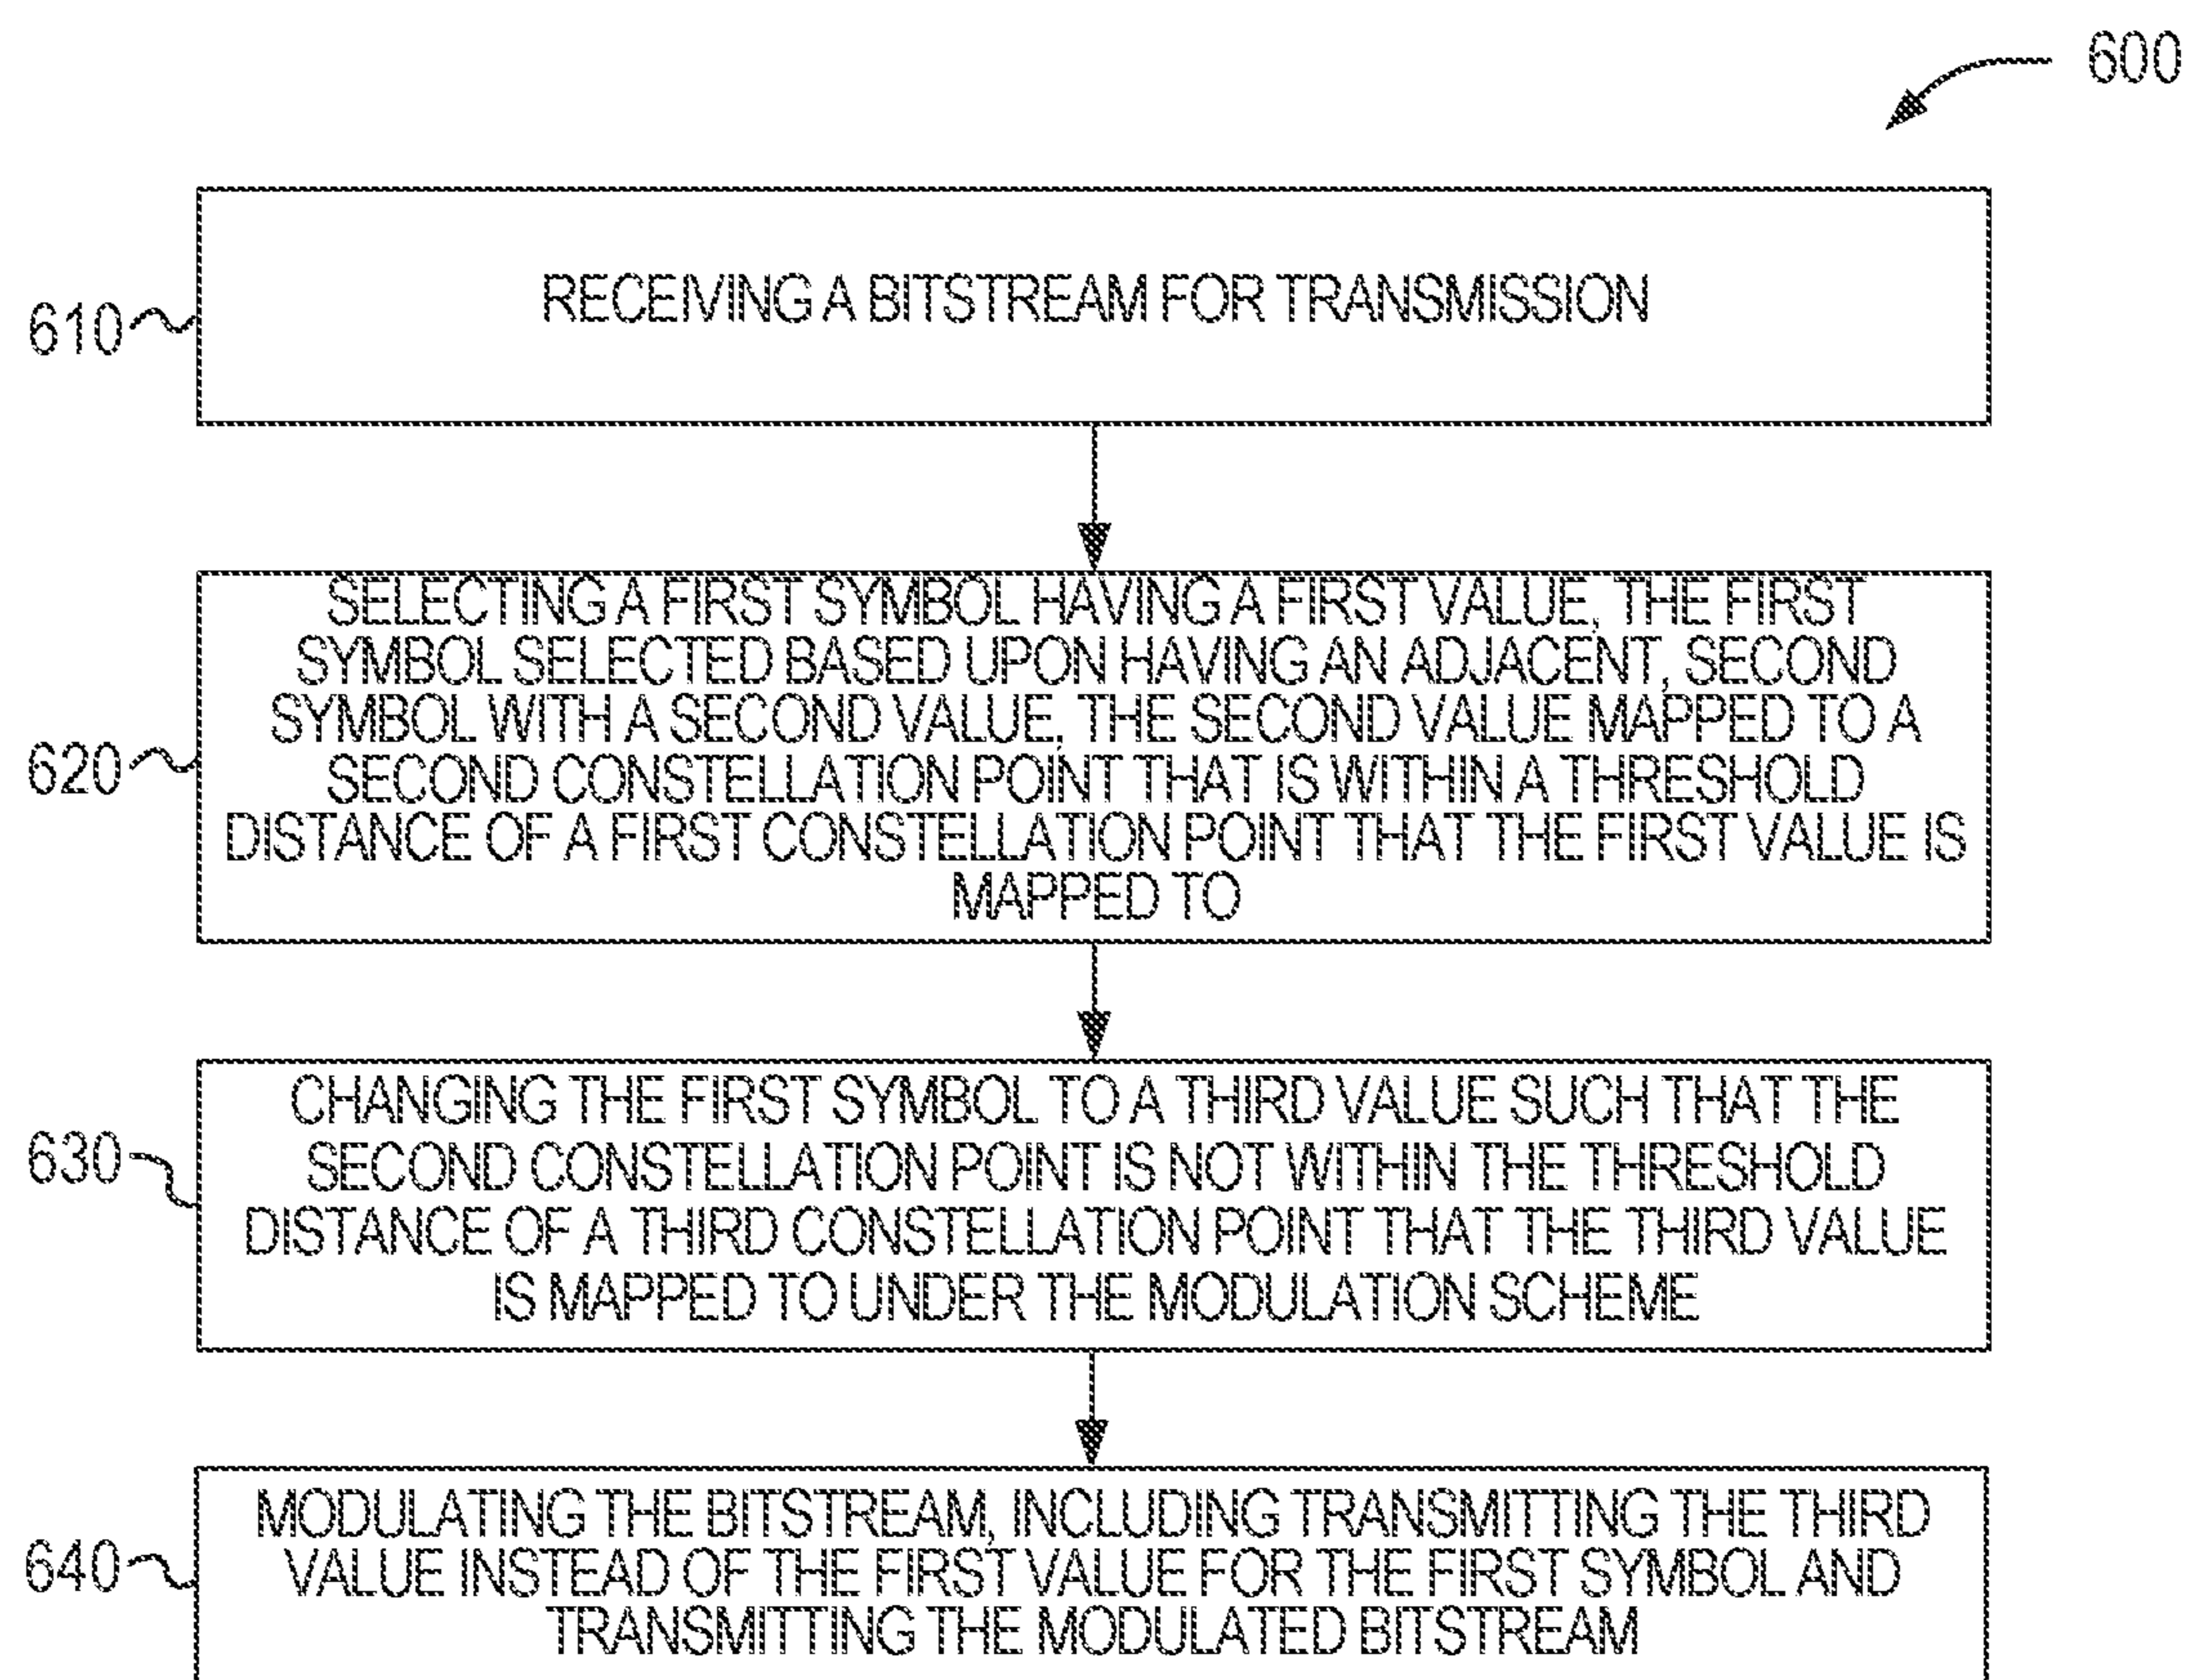 600
610
RECEIVING A BITSTREAM FOR TRANSMISSION
620
SELECTING A FIRST SYMBOL HAVING A FIRST VALUE, THE FIRST
SYMBOL SELECTED BASED UPON HAVING AN ADJACENT, SECOND
SYMBOL WITH A SECOND VALUE, THE SECOND VALUE MAPPED TO A
SECOND CONSTELLATION POINT THAT IS WITHIN A THRESHOLD
DISTANCE OF A FIRST CONSTELLATION POINT THAT THE FIRST VALUE IS
MAPPED TO
630
CHANGING THE FIRST SYMBOL TO A THIRD VALUE SUCH THAT THE
SECOND CONSTELLATION POINT IS NOT WITHIN THE THRESHOLD
DISTANCE OF A THIRD CONSTELLATION POINT THAT THE THIRD VALUE
IS MAPPED TO UNDER THE MODULATION SCHEME
640
MODULATING THE BITSTREAM, INCLUDING TRANSMITTING THE THIRD
VALUE INSTEAD OF THE FIRST VALUE FOR THE FIRST SYMBOL AND
TRANSMITTING THE MODULATED BITSTREAM